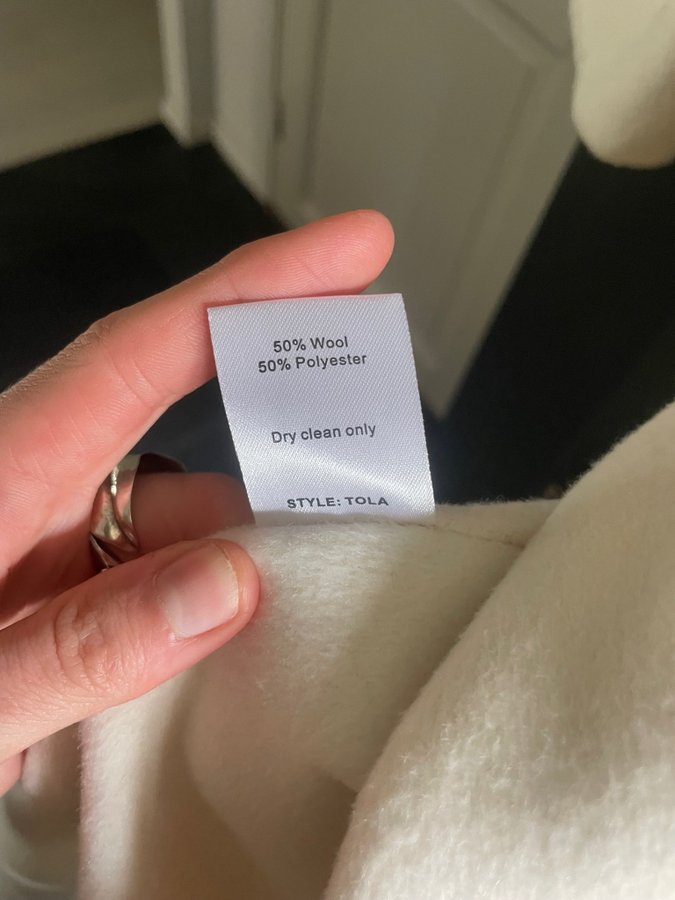 50% Wool
50% Polyester
Dry clean only
STYLE: TOLA